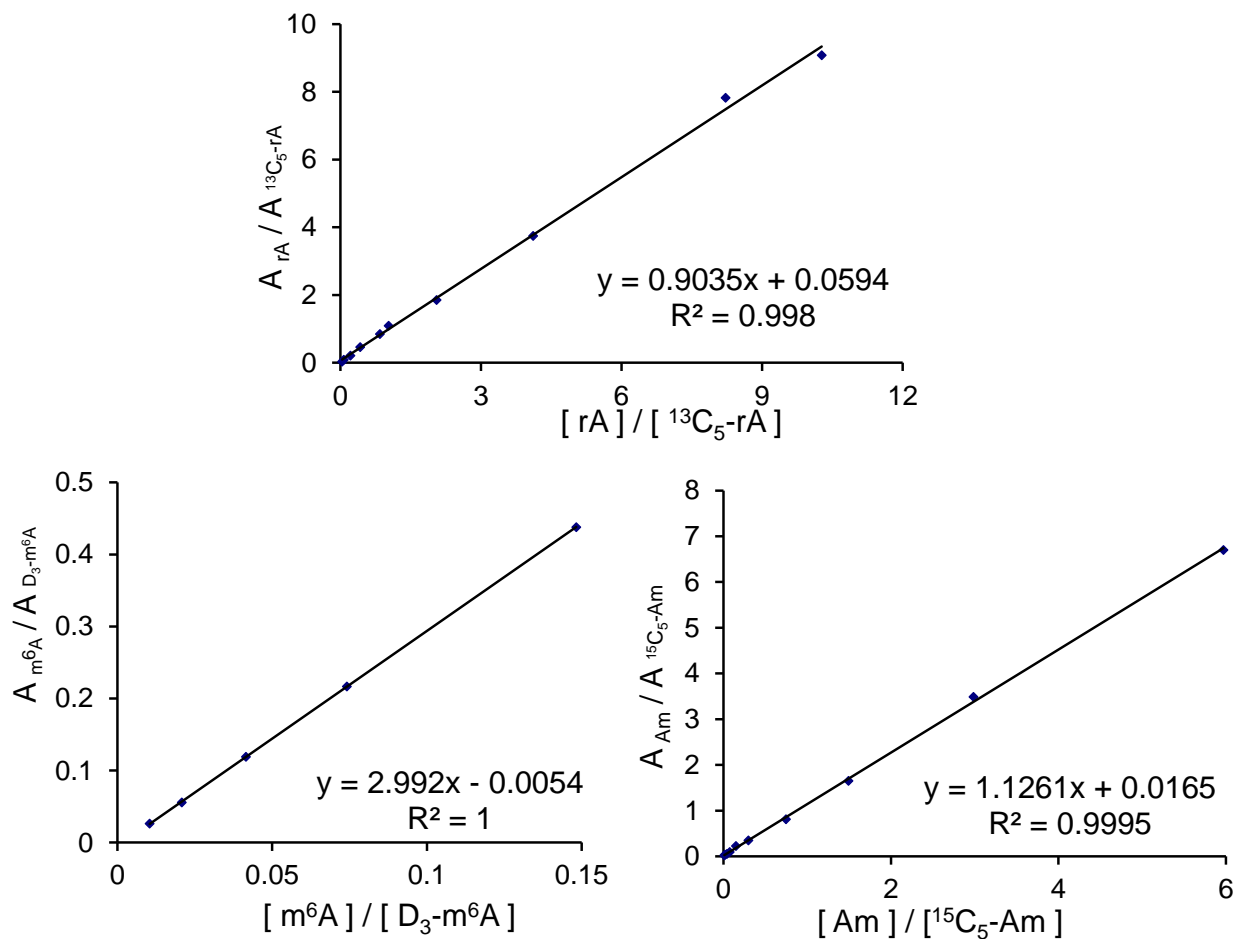 10
8
6
4
2
0
A rA / A ¹³C₅-rA
y = 0.9035x + 0.0594
R² = 0.998
0 3 6 9 12
[ rA ] / [ ¹³C₅-rA ]
0.5
0.4
0.3
0.2
0.1
0
A m⁶A / A D₃-m⁶A
y = 2.992x - 0.0054
R² = 1
0 0.05 0.1 0.15
[ m⁶A ] / [ D₃-m⁶A ]
8
7
6
5
4
3
2
1
0
A Am / A ¹⁵C₅-Am
y = 1.1261x + 0.0165
R² = 0.9995
0 2 4 6
[ Am ] / [¹⁵C₅-Am ]